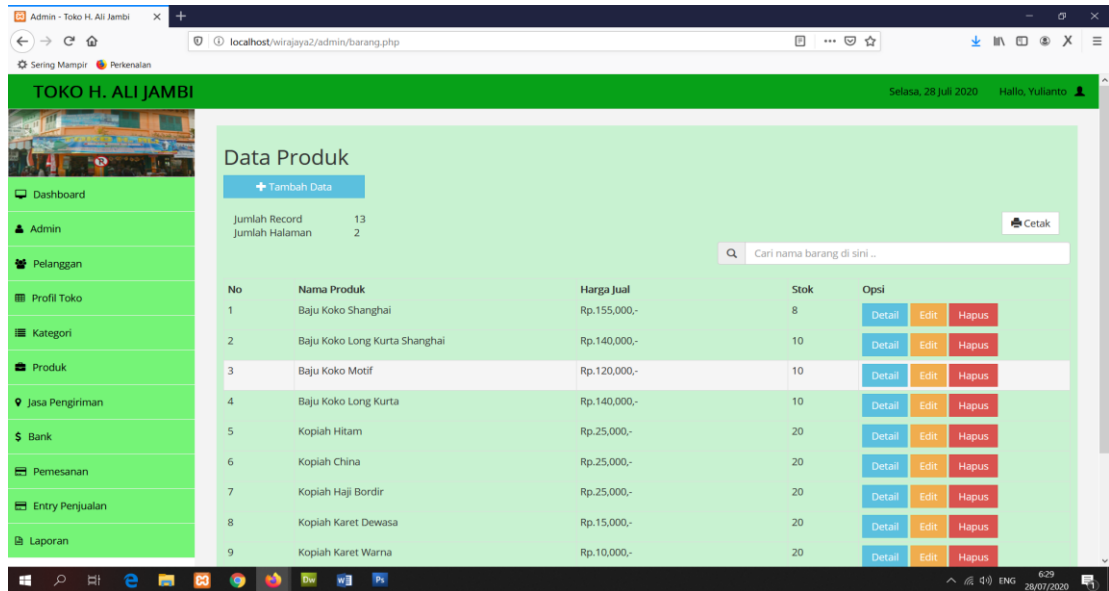 Admin - Toko H. Ali Jambi
localhost/wirajaya2/admin/barang.php
Sering Mampir Perkenalan
TOKO H. ALI JAMBI
Selasa, 28 Juli 2020 Hallo, Yulianto
Dashboard
Admin
Pelanggan
Profil Toko
Kategori
Produk
Jasa Pengiriman
Bank
Pemesanan
Entry Penjualan
Laporan
Data Produk
Tambah Data
Jumlah Record 13
Jumlah Halaman 2
Cetak
Cari nama barang di sini ..
No Nama Produk Harga Jual Stok Opsi
1 Baju Koko Shanghai Rp.155,000,- 8 Detail Edit Hapus
2 Baju Koko Long Kurta Shanghai Rp.140,000,- 10 Detail Edit Hapus
3 Baju Koko Motif Rp.120,000,- 10 Detail Edit Hapus
4 Baju Koko Long Kurta Rp.140,000,- 10 Detail Edit Hapus
5 Kopiah Hitam Rp.25,000,- 20 Detail Edit Hapus
6 Kopiah China Rp.25,000,- 20 Detail Edit Hapus
7 Kopiah Haji Bordir Rp.25,000,- 20 Detail Edit Hapus
8 Kopiah Karet Dewasa Rp.15,000,- 20 Detail Edit Hapus
9 Kopiah Karet Warna Rp.10,000,- 20 Detail Edit Hapus
Dw Ps
ENG
6:29
28/07/2020